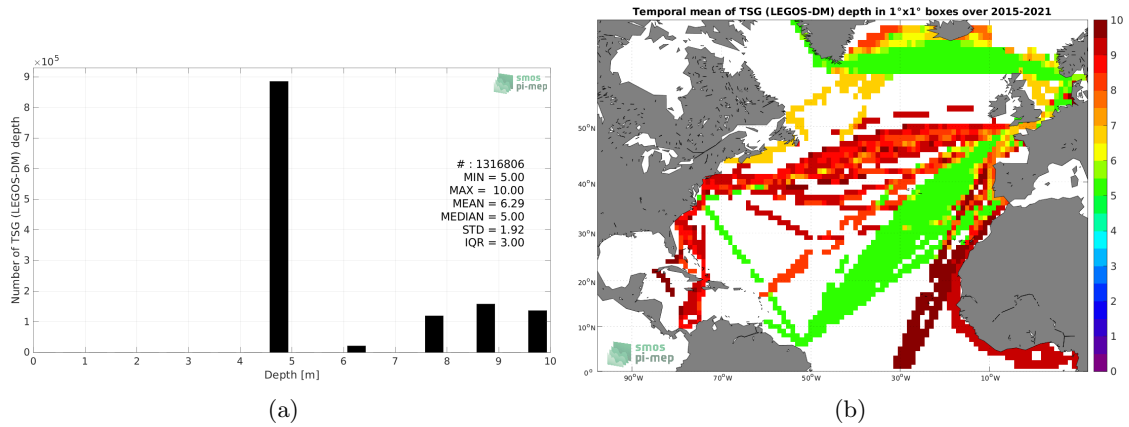 ×10⁵
9
8
7
6
5
4
3
2
1
0
Number of TSG (LEGOS-DM) depth
smos
pi-mep
# : 1316806
MIN = 5.00
MAX = 10.00
MEAN = 6.29
MEDIAN = 5.00
STD = 1.92
IQR = 3.00
0 1 2 3 4 5 6 7 8 9 10
Depth [m]
(a)
Temporal mean of TSG (LEGOS-DM) depth in 1°x1° boxes over 2015-2021
50°N
40°N
30°N
20°N
10°N
0°
90°W 70°W 50°W 30°W 10°W
smos
pi-mep
10
9
8
7
6
5
4
3
2
1
0
(b)